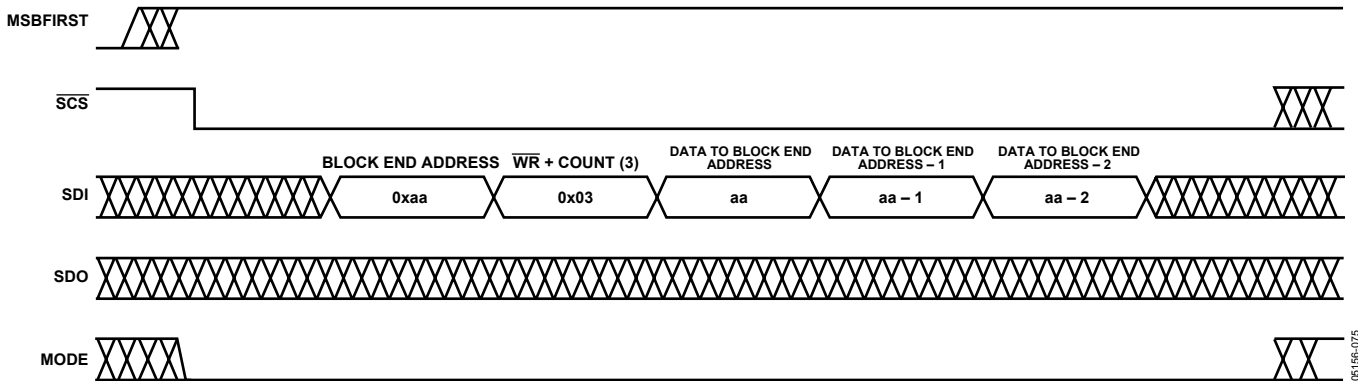 MSBFIRST
SCS
BLOCK END ADDRESS
WR + COUNT (3)
DATA TO BLOCK END
ADDRESS
DATA TO BLOCK END
ADDRESS – 1
DATA TO BLOCK END
ADDRESS – 2
SDI
0xaa
0x03
aa
aa – 1
aa – 2
SDO
MODE
05156-075